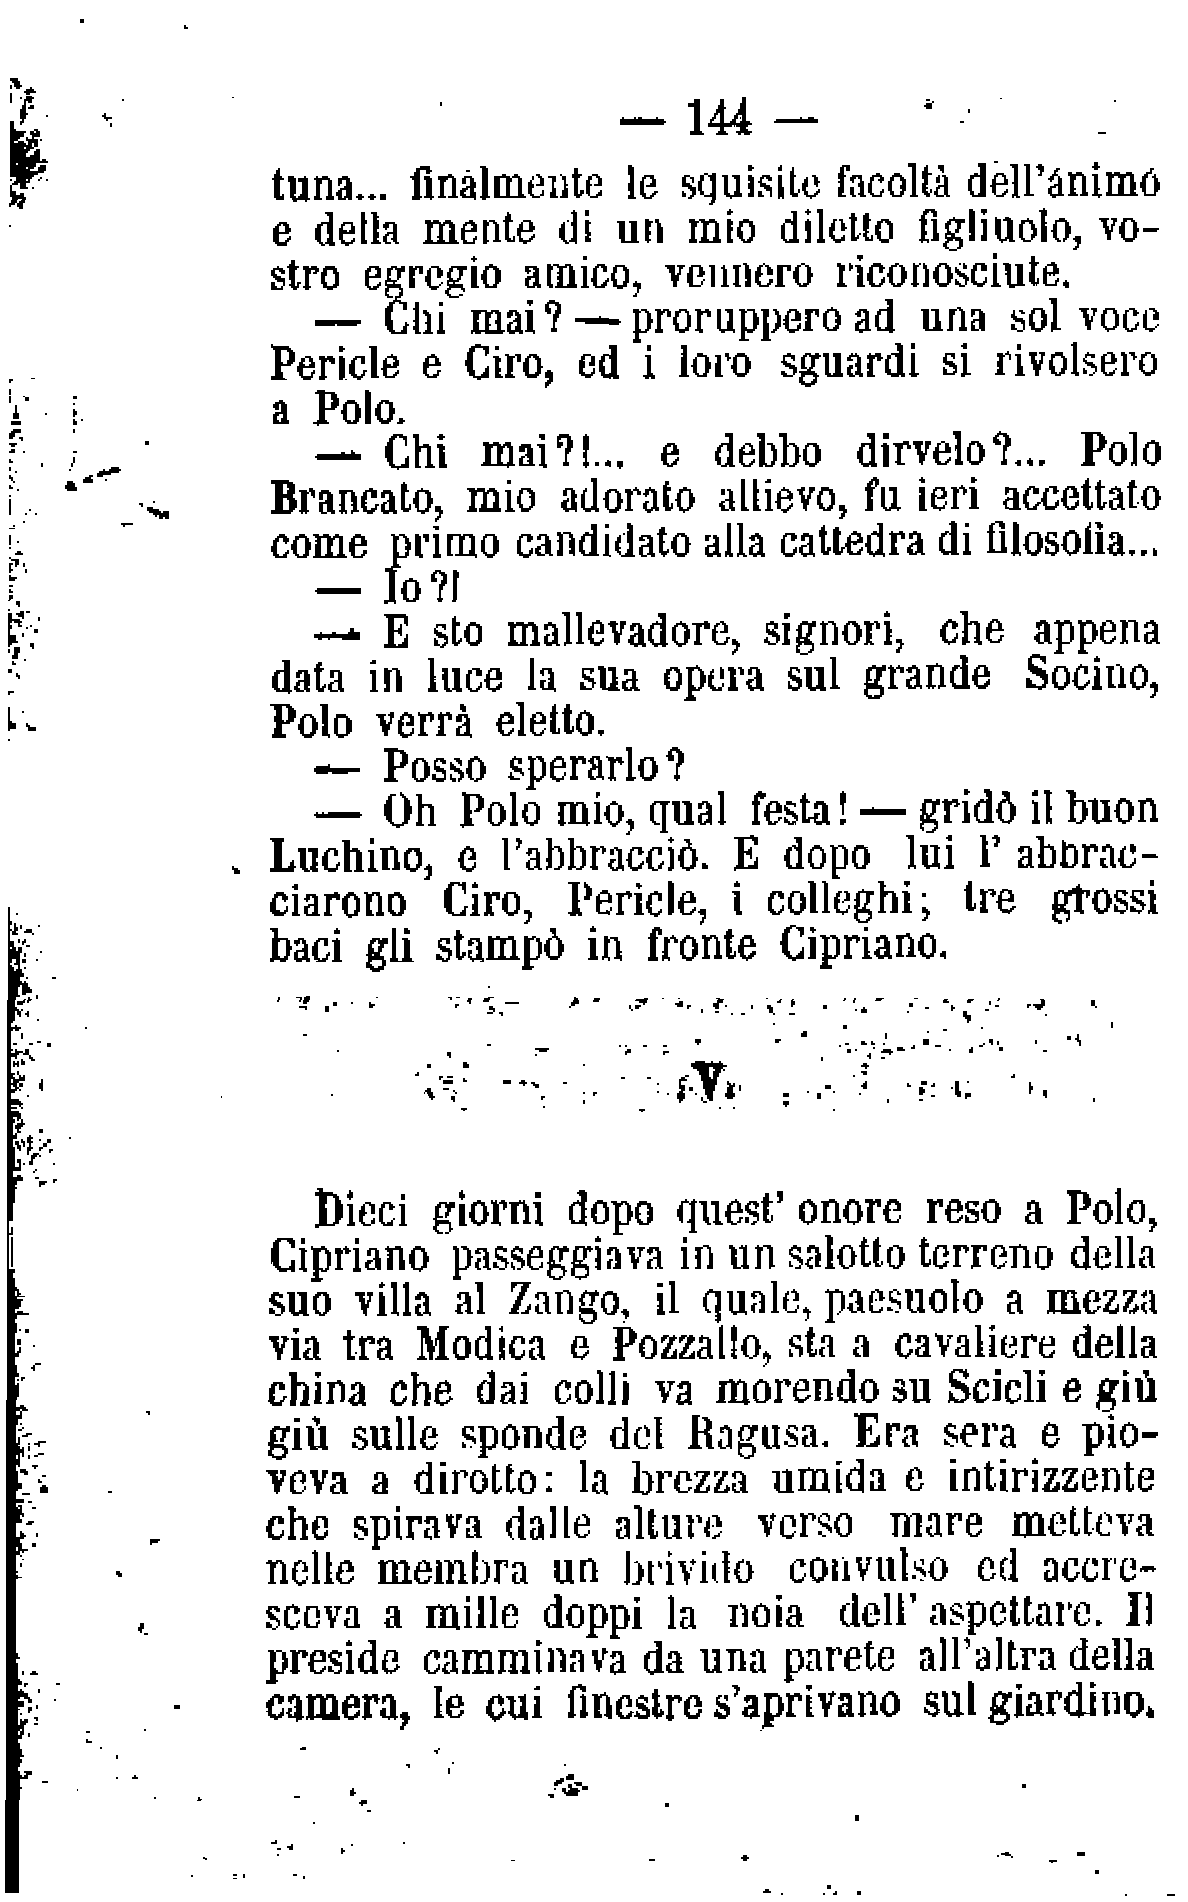 — 144 —
tuna... finalmente le squisite facoltà dell'animo
e della mente di un mio diletto figliuolo, vo-
stro egregio amico, vennero riconosciute.
— Chi mai? — proruppero ad una sol voce
Pericle e Ciro, ed i loro sguardi si rivolsero
a Polo.
— Chi mai?!... e debbo dirvelo?... Polo
Brancato, mio adorato allievo, fu ieri accettato
come primo candidato alla cattedra di filosofia...
— Io?!
— E sto mallevadore, signori, che appena
data in luce la sua opera sul grande Socino,
Polo verrà eletto.
— Posso sperarlo?
— Oh Polo mio, qual festa! — gridò il buon
Luchino, e l'abbracciò. E dopo lui l' abbrac-
ciarono Ciro, Pericle, i colleghi; tre grossi
baci gli stampò in fronte Cipriano.
V.
Dieci giorni dopo quest' onore reso a Polo,
Cipriano passeggiava in un salotto terreno della
suo villa al Zango, il quale, paesuolo a mezza
via tra Modica e Pozzallo, sta a cavaliere della
china che dai colli va morendo su Scicli e giù
giù sulle sponde del Ragusa. Era sera e pio-
veva a dirotto: la brezza umida e intirizzente
che spirava dalle alture verso mare metteva
nelle membra un brivido convulso ed accre-
sceva a mille doppi la noia dell' aspettare. Il
preside camminava da una parete all'altra della
camera, le cui finestre s'aprivano sul giardino.